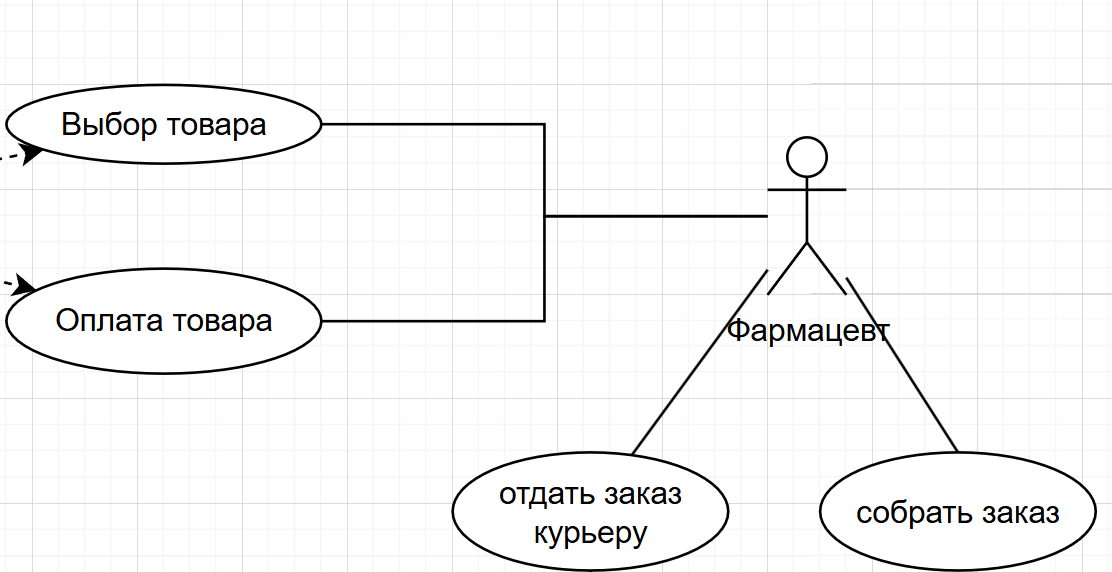 Выбор товара
Оплата товара
Фармацевт
отдать заказ
курьеру
собрать заказ